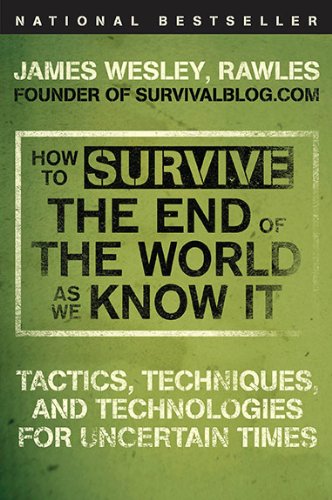 NATIONAL BESTSELLER
JAMES WESLEY, RAWLES
FOUNDER OF SURVIVALBLOG.COM
HOW TO SURVIVE
THE END OF
THE WORLD
AS WE KNOW IT
TACTICS, TECHNIQUES,
AND TECHNOLOGIES
FOR UNCERTAIN TIMES